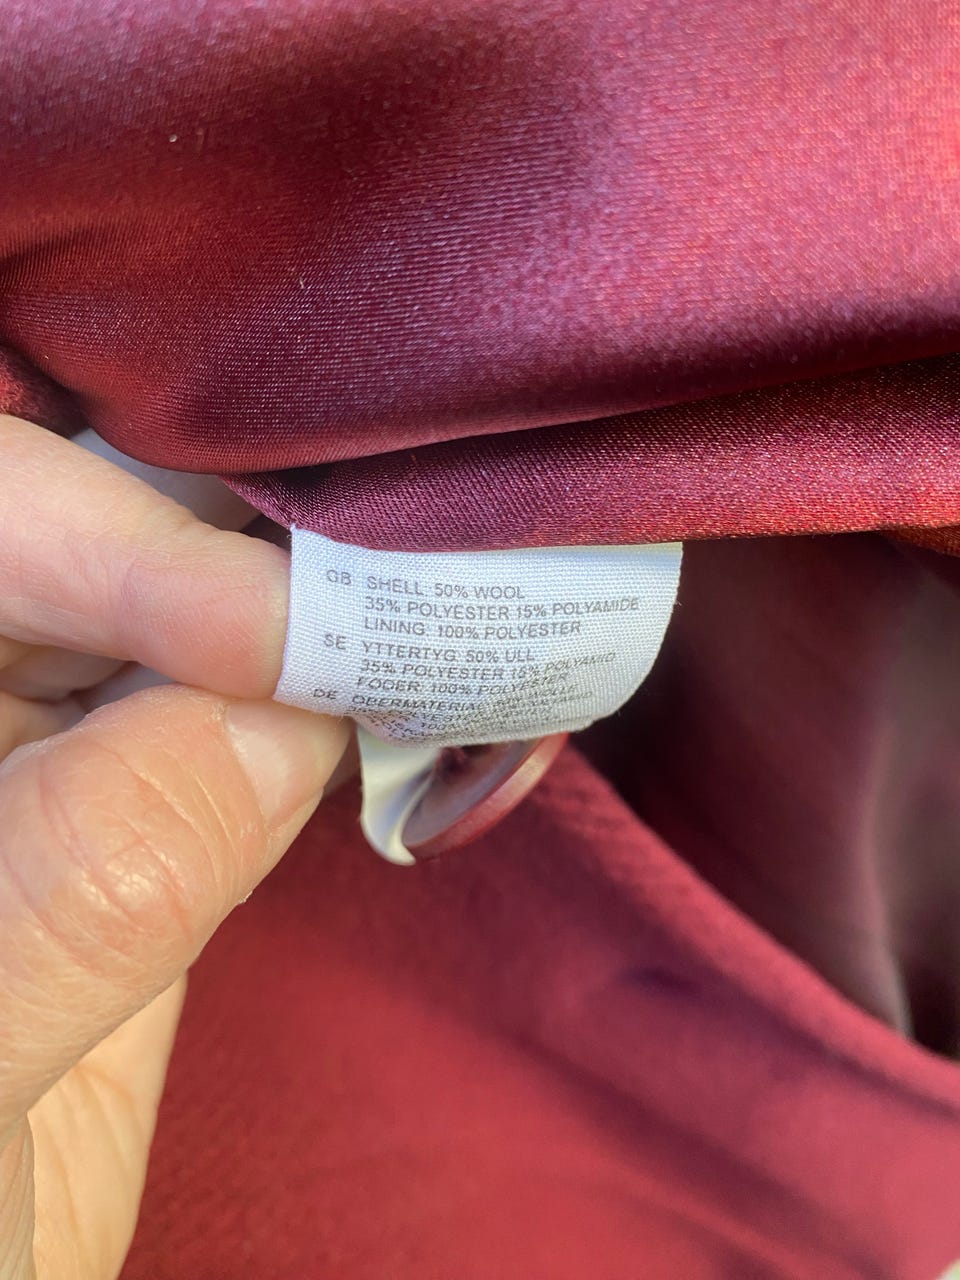 GB SHELL 50% WOOL
35% POLYESTER 15% POLYAMIDE
LINING 100% POLYESTER
SE YTTERTYG 50% ULL
35% POLYESTER 15% POLYAMID
FODER 100% POLYESTER
DE OBERMATERIAL